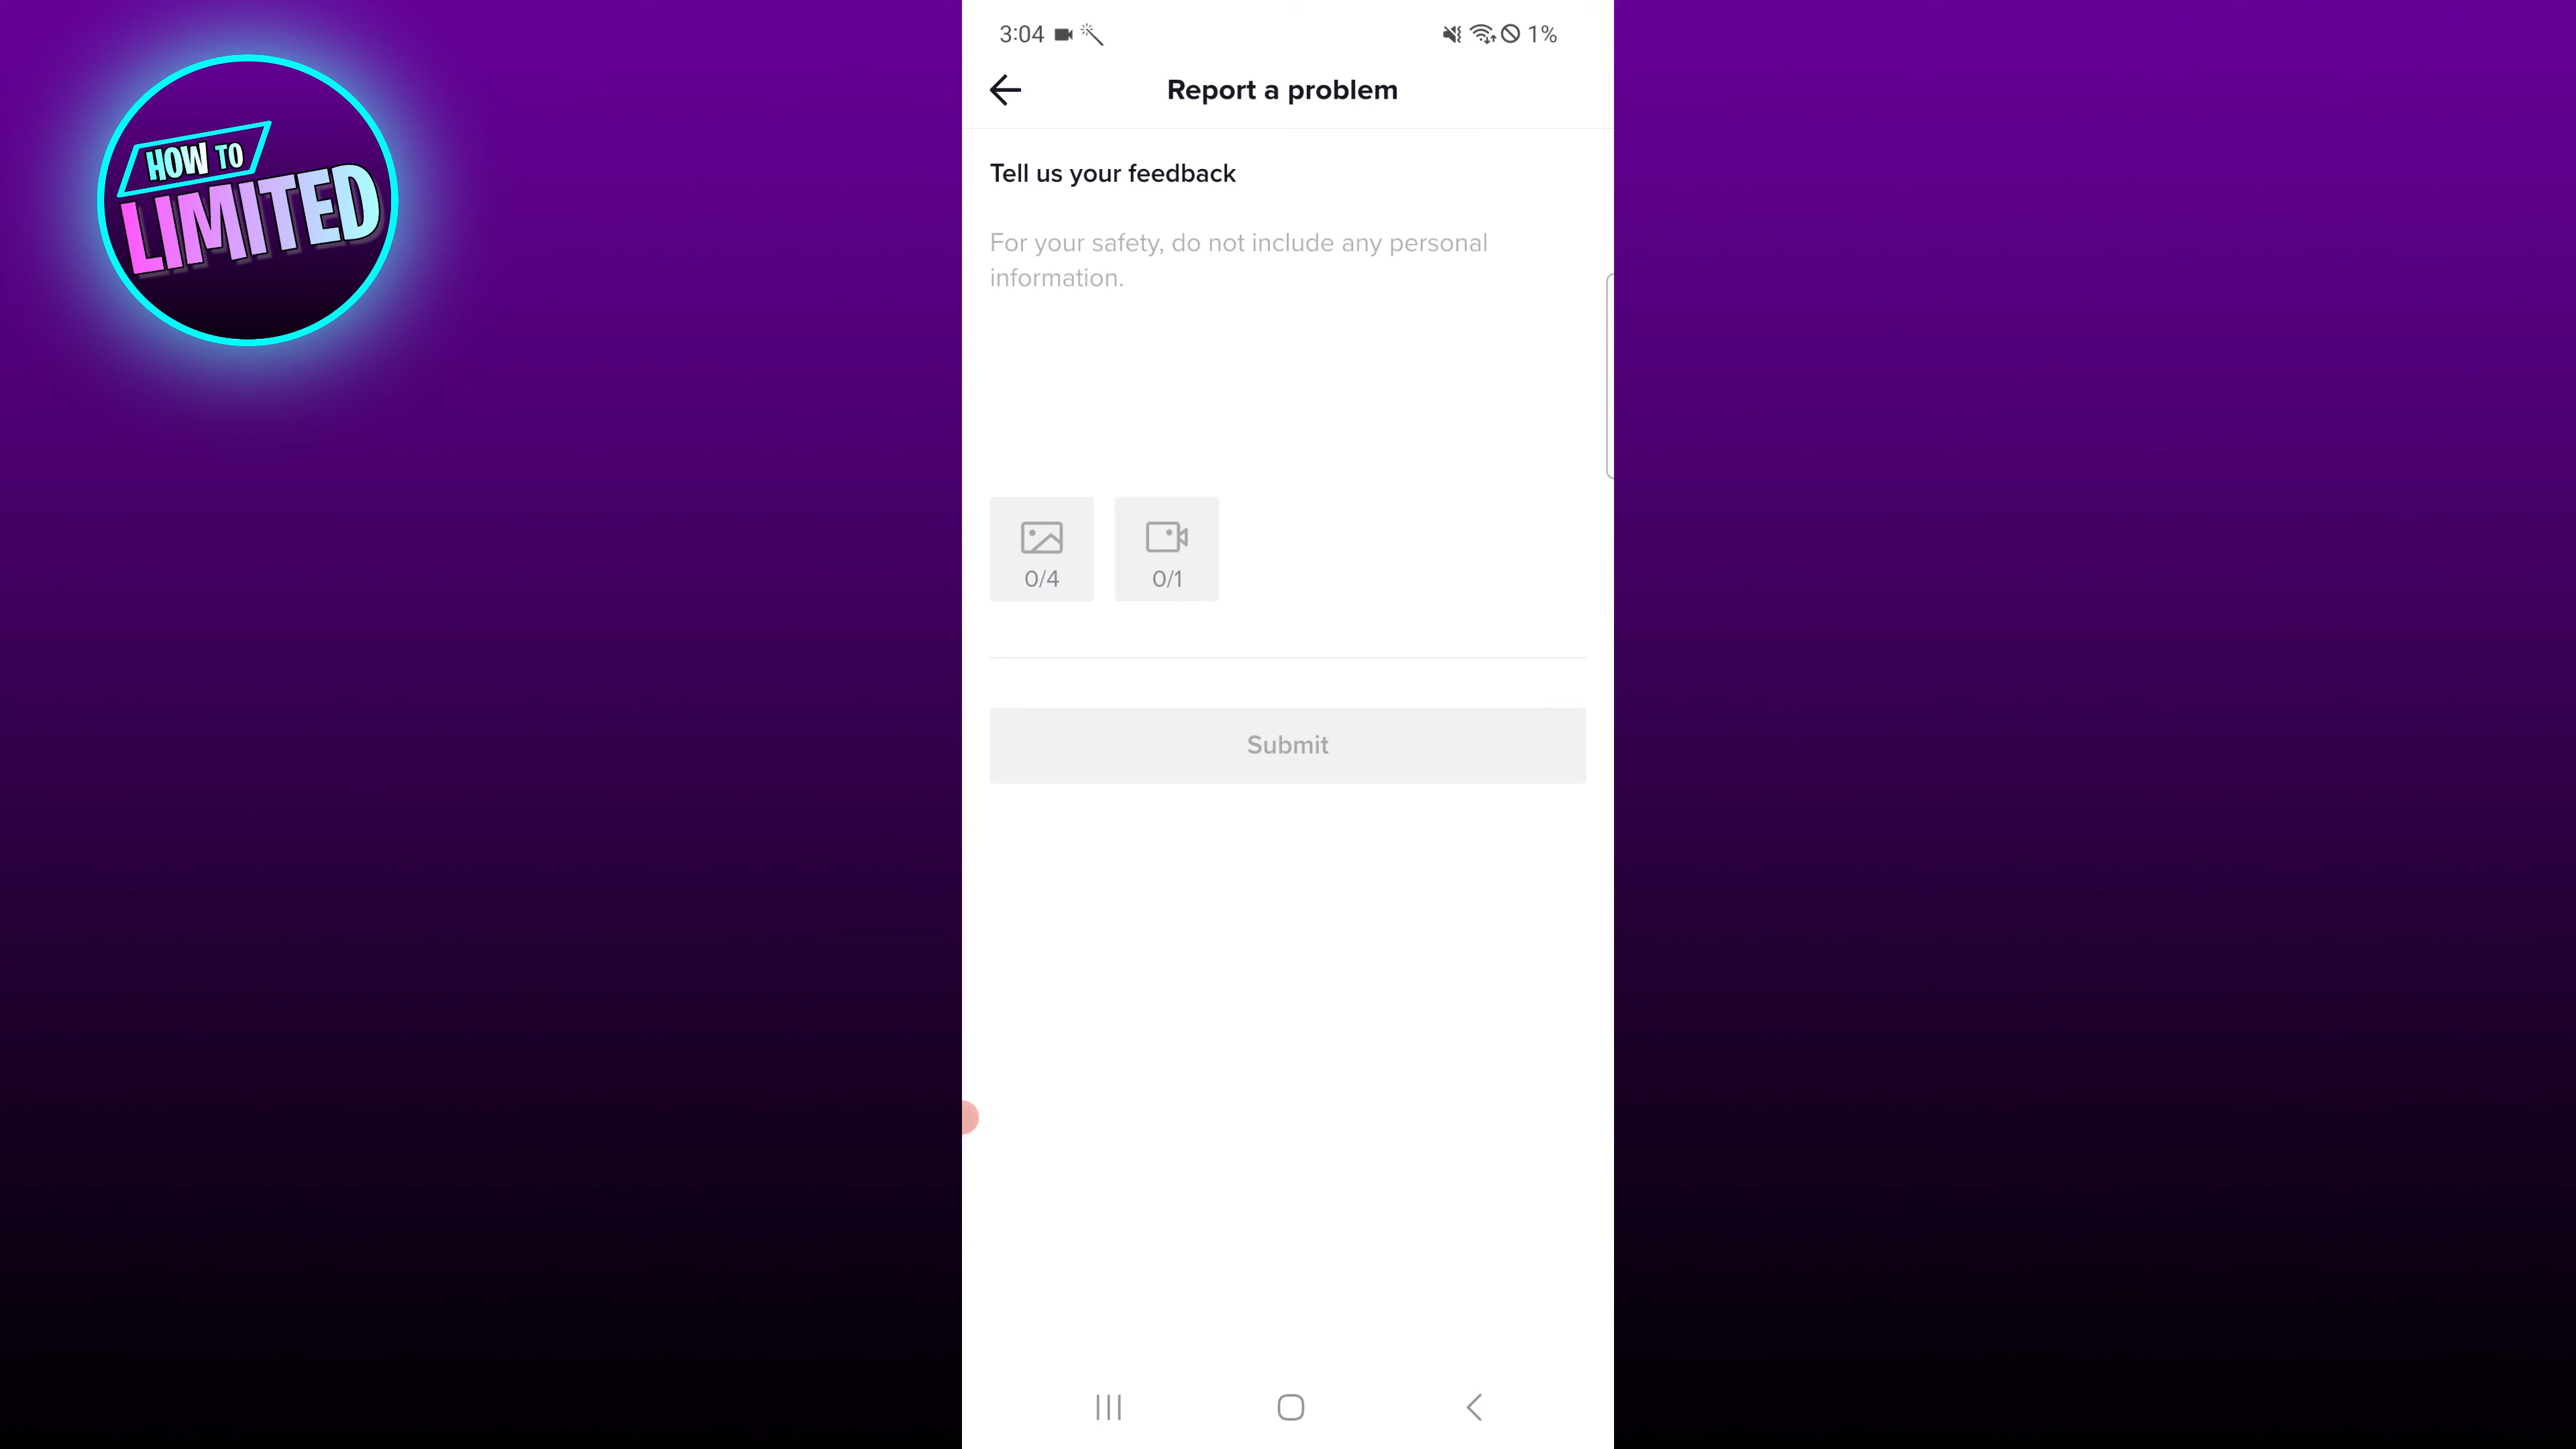 HOW TO
LIMITED
3:04
1%
Report a problem
Tell us your feedback
For your safety, do not include any personal
information.
0/4
0/1
Submit